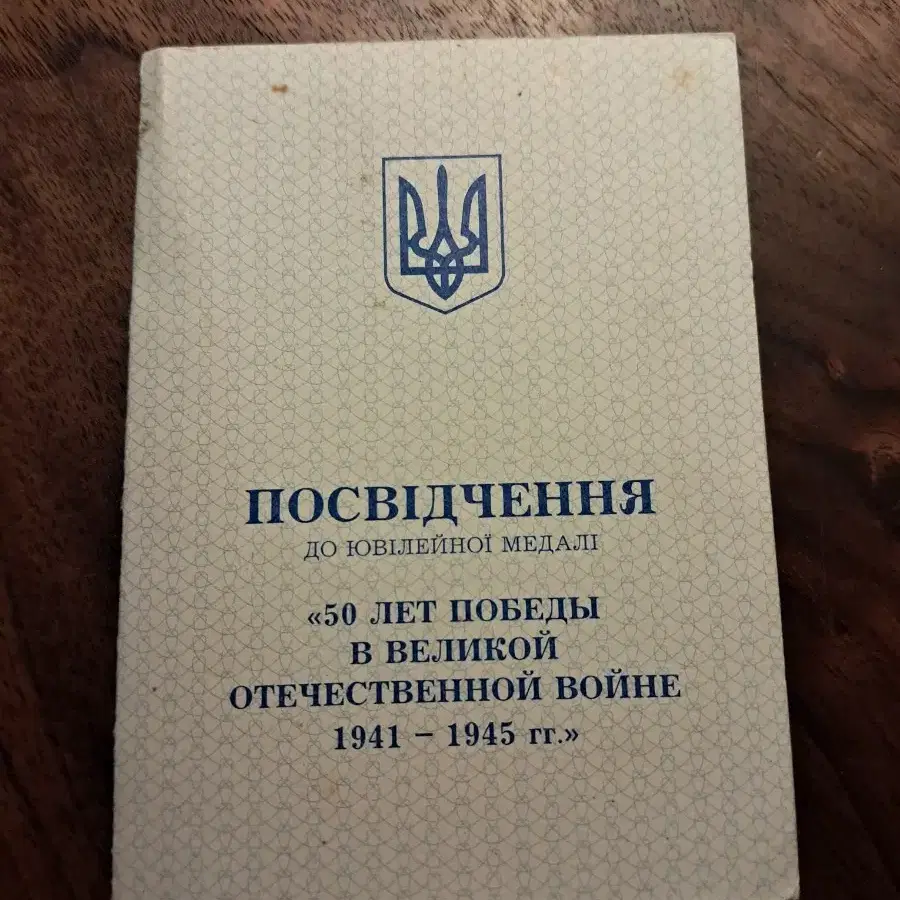 ПОСВІДЧЕННЯ
ДО ЮВІЛЕЙНОЇ МЕДАЛІ
«50 ЛЕТ ПОБЕДЫ
В ВЕЛИКОЙ
ОТЕЧЕСТВЕННОЙ ВОЙНЕ
1941 – 1945 гг.»